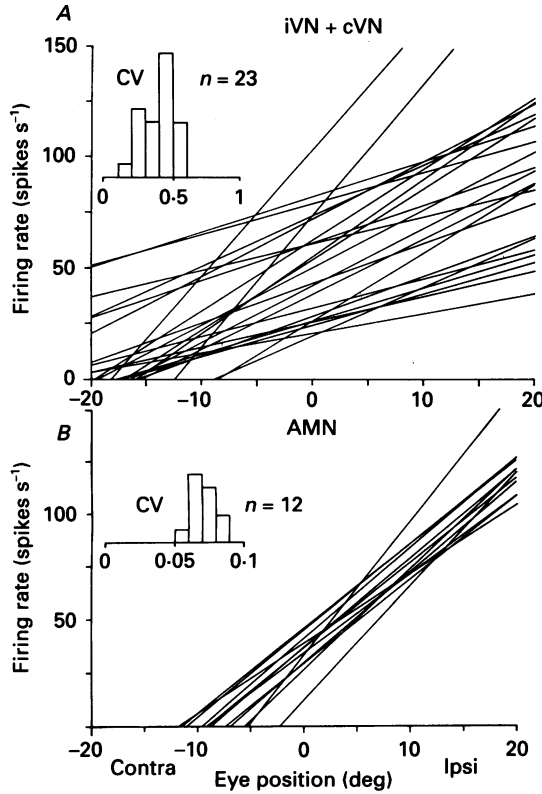 A
iVN + cVN
150
100
50
0
Firing rate (spikes s⁻¹)
CV
n = 23
0
0·5
1
−20
−10
0
10
20
B
AMN
100
50
Firing rate (spikes s⁻¹)
CV
n = 12
0
0·05
0·1
−20
−10
0
10
20
Contra
Eye position (deg)
Ipsi